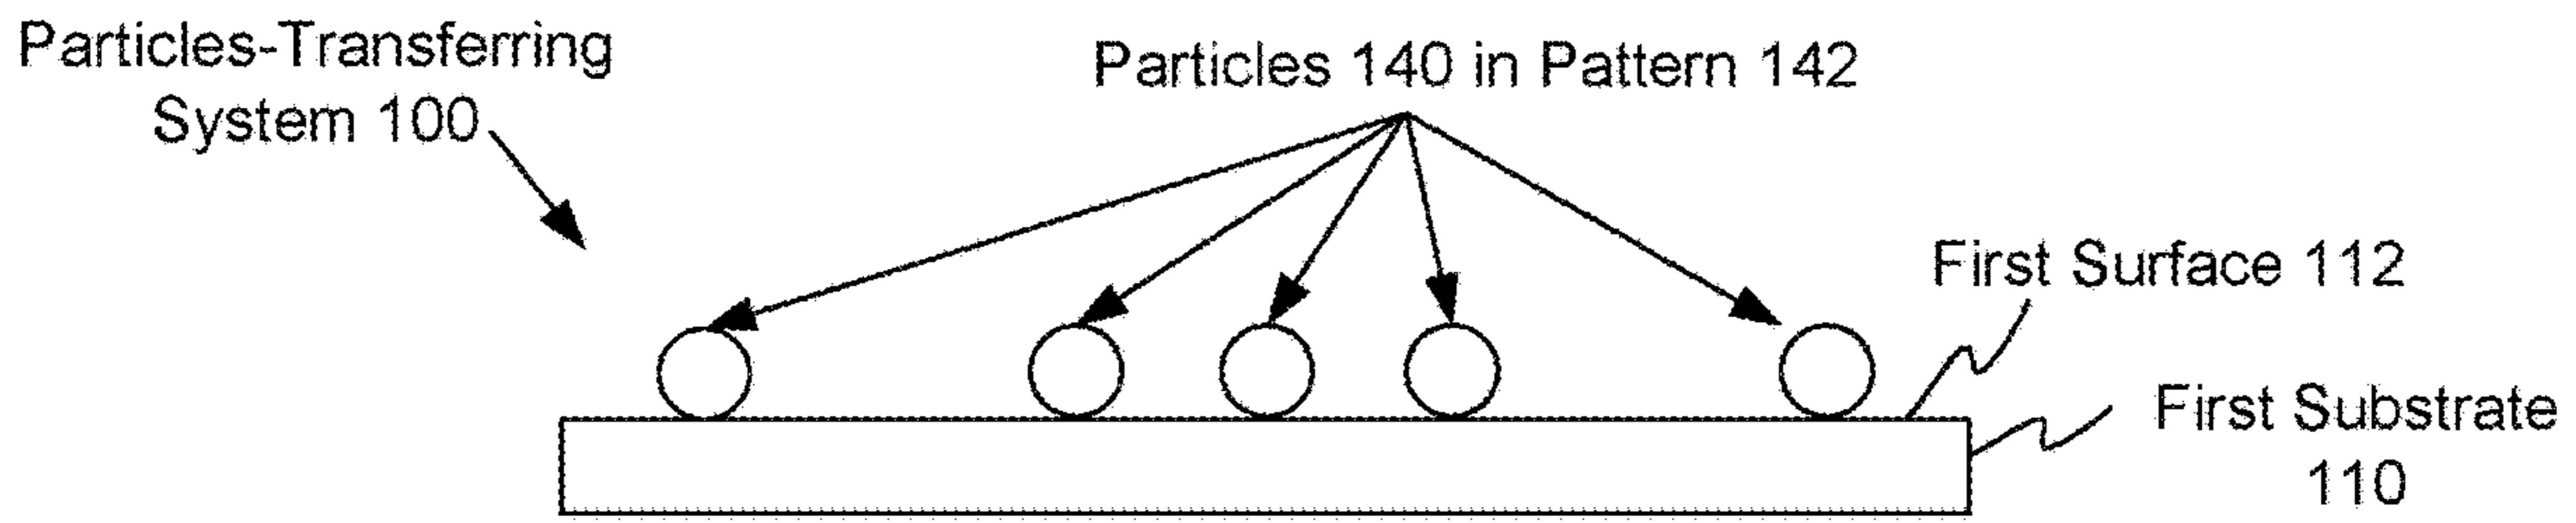 Particles-Transferring
System 100
Particles 140 in Pattern 142
First Surface 112
First Substrate
110